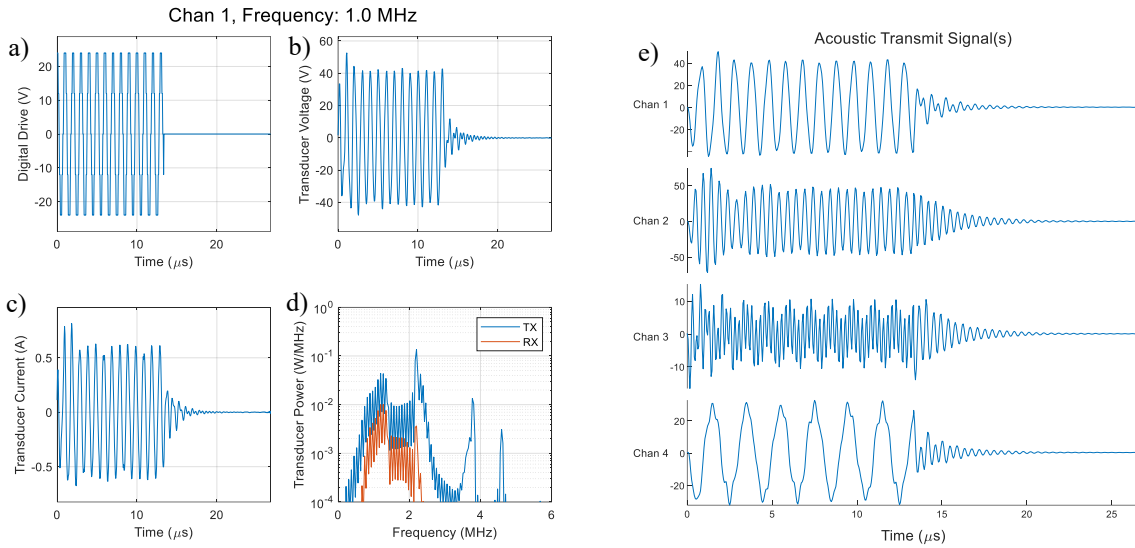 Chan 1, Frequency: 1.0 MHz
a)
20
10
0
-10
-20
Digital Drive (V)
0
10
20
Time (μs)
b)
60
40
20
0
-20
-40
Transducer Voltage (V)
0
10
20
Time (μs)
c)
0.5
0
-0.5
Transducer Current (A)
0
10
20
Time (μs)
d)
10^0
10^-1
10^-2
10^-3
10^-4
Transducer Power (W/MHz)
TX
RX
0
2
4
6
Frequency (MHz)
e)
Acoustic Transmit Signal(s)
Chan 1
40
20
0
-20
Chan 2
50
0
-50
Chan 3
10
0
-10
Chan 4
20
0
-20
0
5
10
15
20
25
Time (μs)